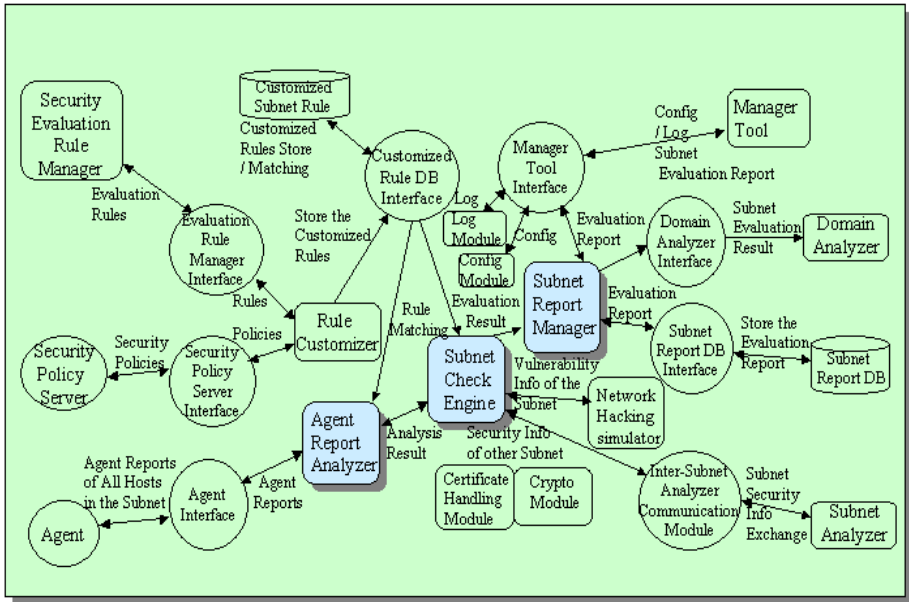 Security
Evaluation
Rule
Manager
Customized
Subnet Rule
Customized
Rules Store
/ Matching
Customized
Rule DB
Interface
Manager
Tool
Interface
Config
/ Log
Subnet
Evaluation Report
Manager
Tool
Evaluation
Rules
Evaluation
Rule
Manager
Interface
Store the
Customized
Rules
Log
Log
Module
Config
Config
Module
Evaluation
Report
Domain
Analyzer
Interface
Subnet
Evaluation
Result
Domain
Analyzer
Rules
Rule
Customizer
Rule
Matching
Evaluation
Result
Subnet
Report
Manager
Evaluation
Report
Subnet
Report DB
Interface
Store the
Evaluation
Report
Subnet
Report DB
Security
Policy
Server
Security
Policies
Security
Policy
Server
Interface
Policies
Subnet
Check
Engine
Vulnerability
Info of the
Subnet
Network
Hacking
simulator
Agent
Report
Analyzer
Analysis
Result
Security Info
of other Subnet
Agent Reports
of All Hosts
in the Subnet
Agent
Agent
Interface
Agent
Reports
Certificate
Handling
Module
Crypto
Module
Inter-Subnet
Analyzer
Communication
Module
Subnet
Security
Info
Exchange
Subnet
Analyzer